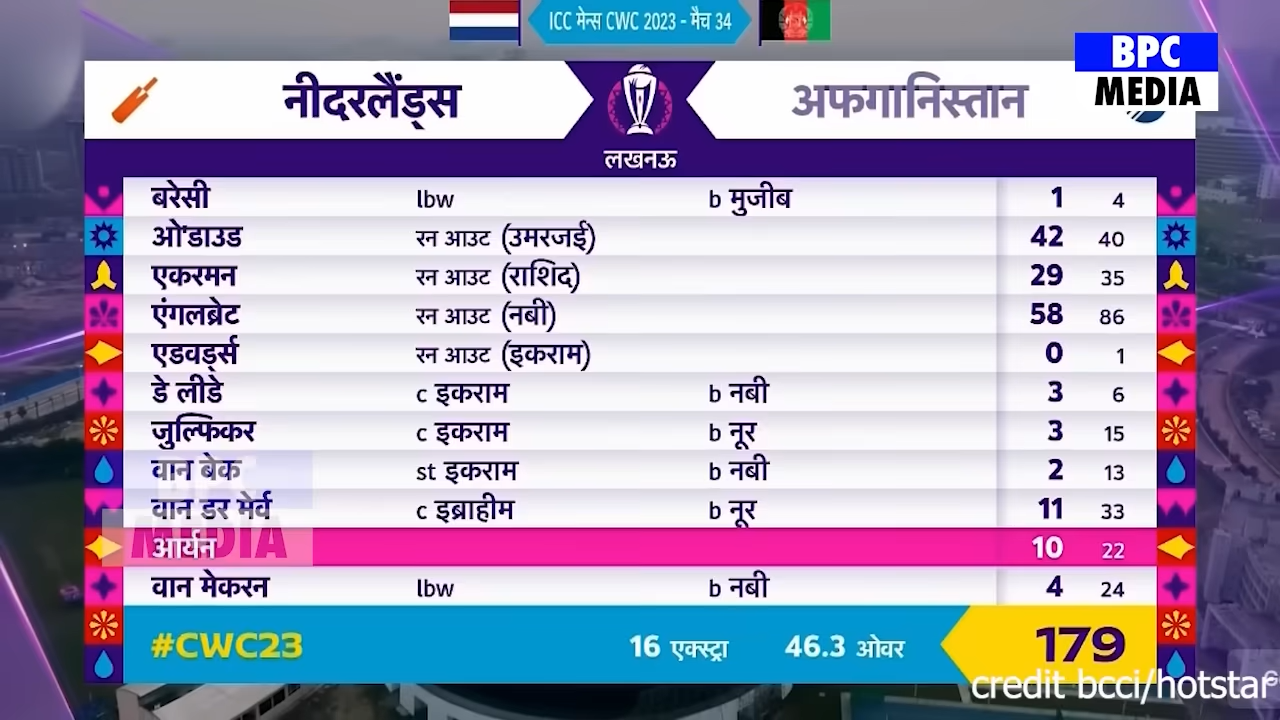 ICC मेन्स CWC 2023 - मैच 34
BPC
MEDIA
नीदरलैंड्स अफगानिस्तान
लखनऊ
बरेसी lbw b मुजीब 1 4
ओ'डाउड रन आउट (उमरजई) 42 40
एकरमन रन आउट (राशिद) 29 35
एंगलब्रेट रन आउट (नबी) 58 86
एडवर्ड्स रन आउट (इकराम) 0 1
डे लीडे c इकराम b नबी 3 6
जुल्फिकर c इकराम b नूर 3 15
वान बेक st इकराम b नबी 2 13
वान डर मेर्व c इब्राहीम b नूर 11 33
आर्यन 10 22
वान मेकरन lbw b नबी 4 24
BPC
MEDIA
#CWC23 16 एक्स्ट्रा 46.3 ओवर 179
credit bcci/hotstar